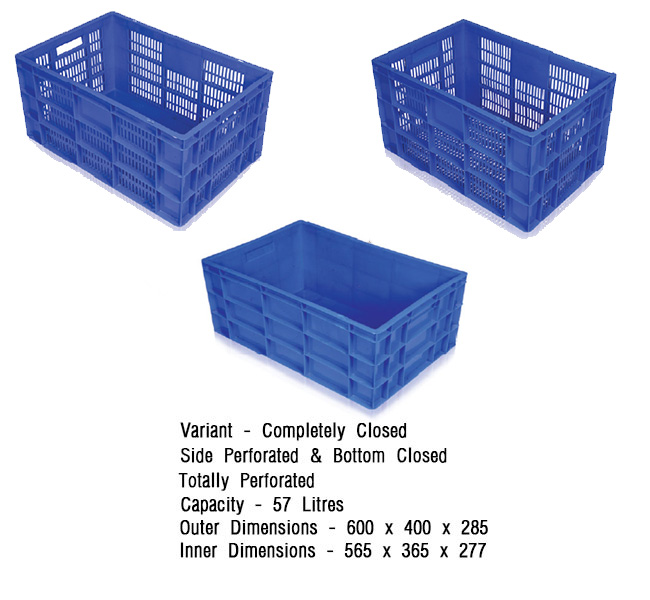 Variant - Completely Closed
Side Perforated & Bottom Closed
Totally Perforated
Capacity - 57 Litres
Outer Dimensions - 600 x 400 x 285
Inner Dimensions - 565 x 365 x 277